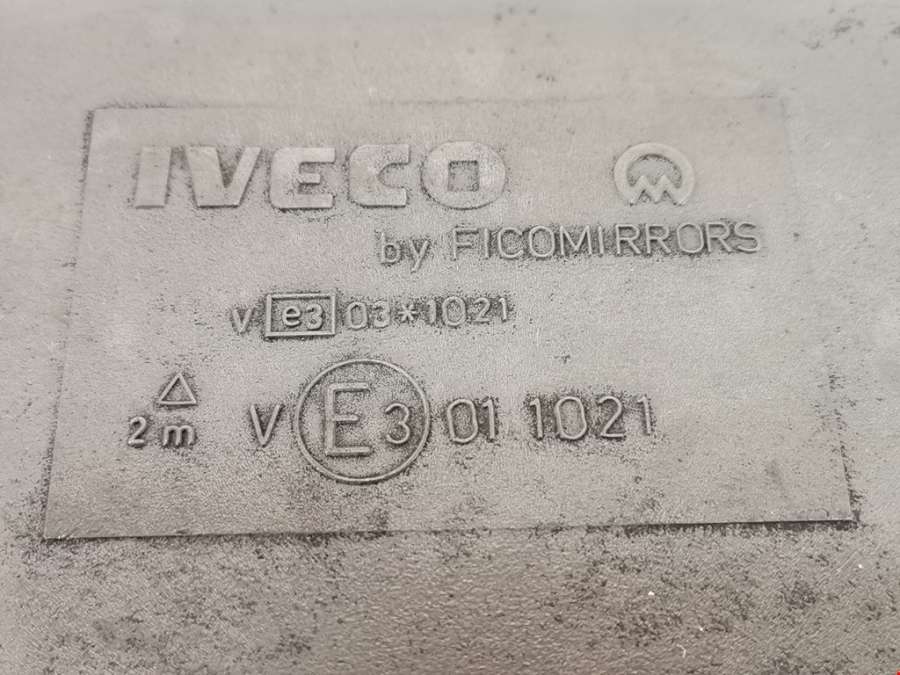 IVECO
by FICOMIRRORS
V e3 03*1021
2 m V E3 01 1021